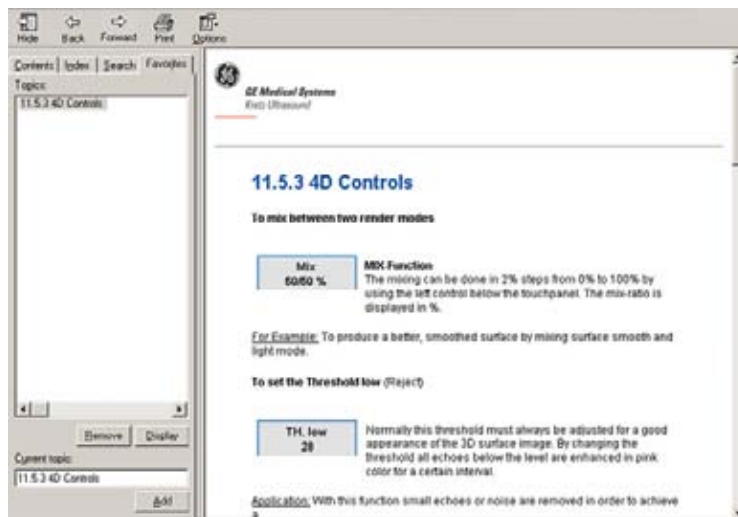 Hide Back Forward Print Options
Contents Index Search Favorites
Topics:
11.5.3 4D Controls
Remove Display
Current topic:
11.5.3 4D Controls
Add
GE Medical Systems
Kretz Ultrasound
11.5.3 4D Controls
To mix between two render modes
Mix
60/60 %
MIX-Function
The mixing can be done in 2% steps from 0% to 100% by
using the left control below the touchpanel. The mix-ratio is
displayed in %.
For Example: To produce a better, smoothed surface by mixing surface smooth and
light mode.
To set the Threshold low (Reject)
TH. low
28
Normally this threshold must always be adjusted for a good
appearance of the 3D surface image. By changing the
threshold all echoes below the level are enhanced in pink
color for a certain interval.
Application: With this function small echoes or noise are removed in order to achieve
a